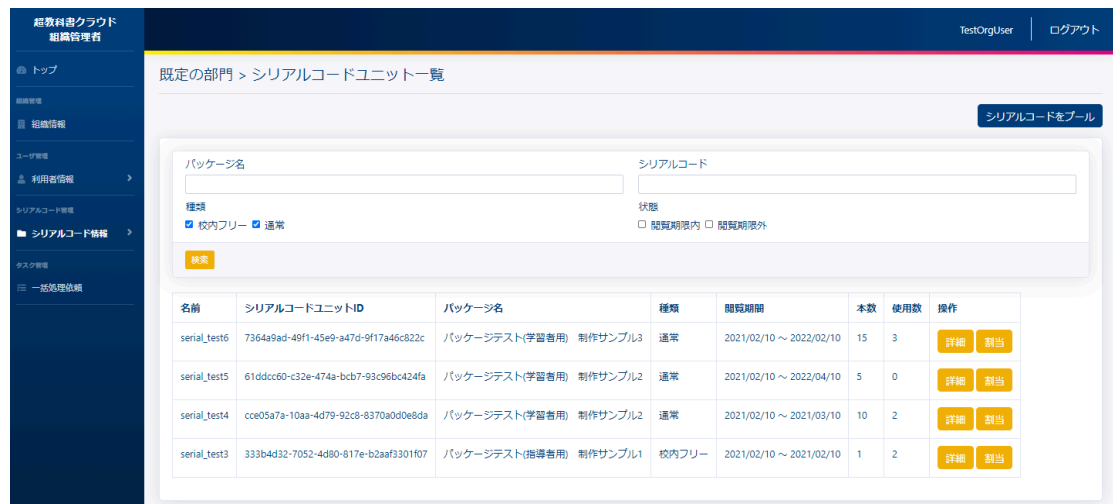 超教科書クラウド
組織管理者
TestOrgUser
ログアウト
トップ
組織管理
組織情報
ユーザ管理
利用者情報
シリアルコード管理
シリアルコード情報
タスク管理
一括処理依頼
既定の部門 > シリアルコードユニット一覧
シリアルコードをプール
パッケージ名 シリアルコード
種類 状態
校内フリー 通常 閲覧期限内 閲覧期限外
検索
名前 シリアルコードユニットID パッケージ名 種類 閲覧期間 本数 使用数 操作
serial_test6 7364a9ad-49f1-45e9-a47d-9f17a46c822c パッケージテスト(学習者用) 制作サンプル3 通常 2021/02/10 ～ 2022/02/10 15 3 詳細 割当
serial_test5 61ddcc60-c32e-474a-bcb7-93c96bc424fa パッケージテスト(学習者用) 制作サンプル2 通常 2021/02/10 ～ 2022/04/10 5 0 詳細 割当
serial_test4 cce05a7a-10aa-4d79-92c8-8370a0d0e8da パッケージテスト(学習者用) 制作サンプル2 通常 2021/02/10 ～ 2021/03/10 10 2 詳細 割当
serial_test3 333b4d32-7052-4d80-817e-b2aaf3301f07 パッケージテスト(指導者用) 制作サンプル1 校内フリー 2021/02/10 ～ 2021/02/10 1 2 詳細 割当